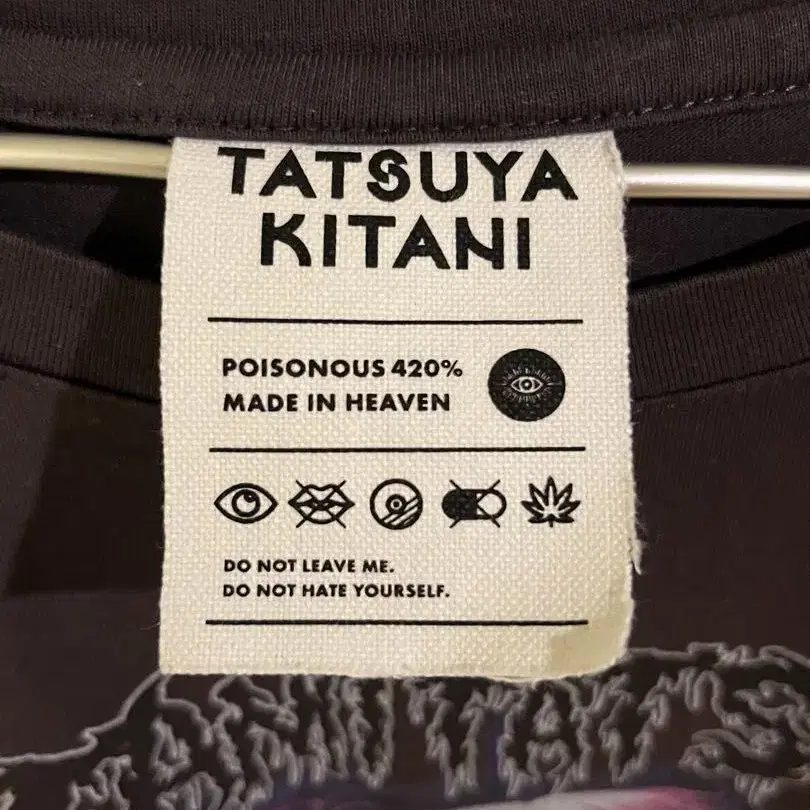 TATSUYA
KITANI
POISONOUS 420%
MADE IN HEAVEN
DO NOT LEAVE ME.
DO NOT HATE YOURSELF.